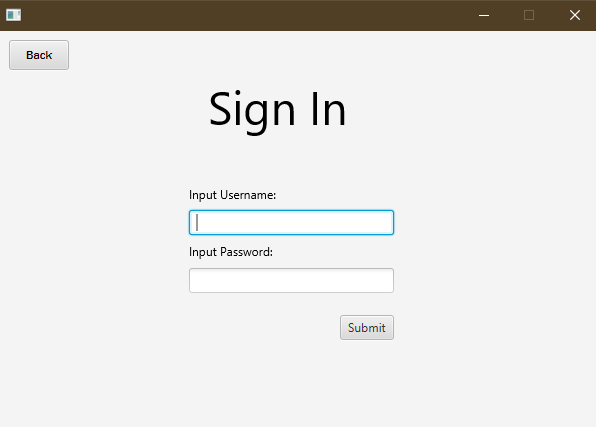 Back
Sign In
Input Username:
Input Password:
Submit